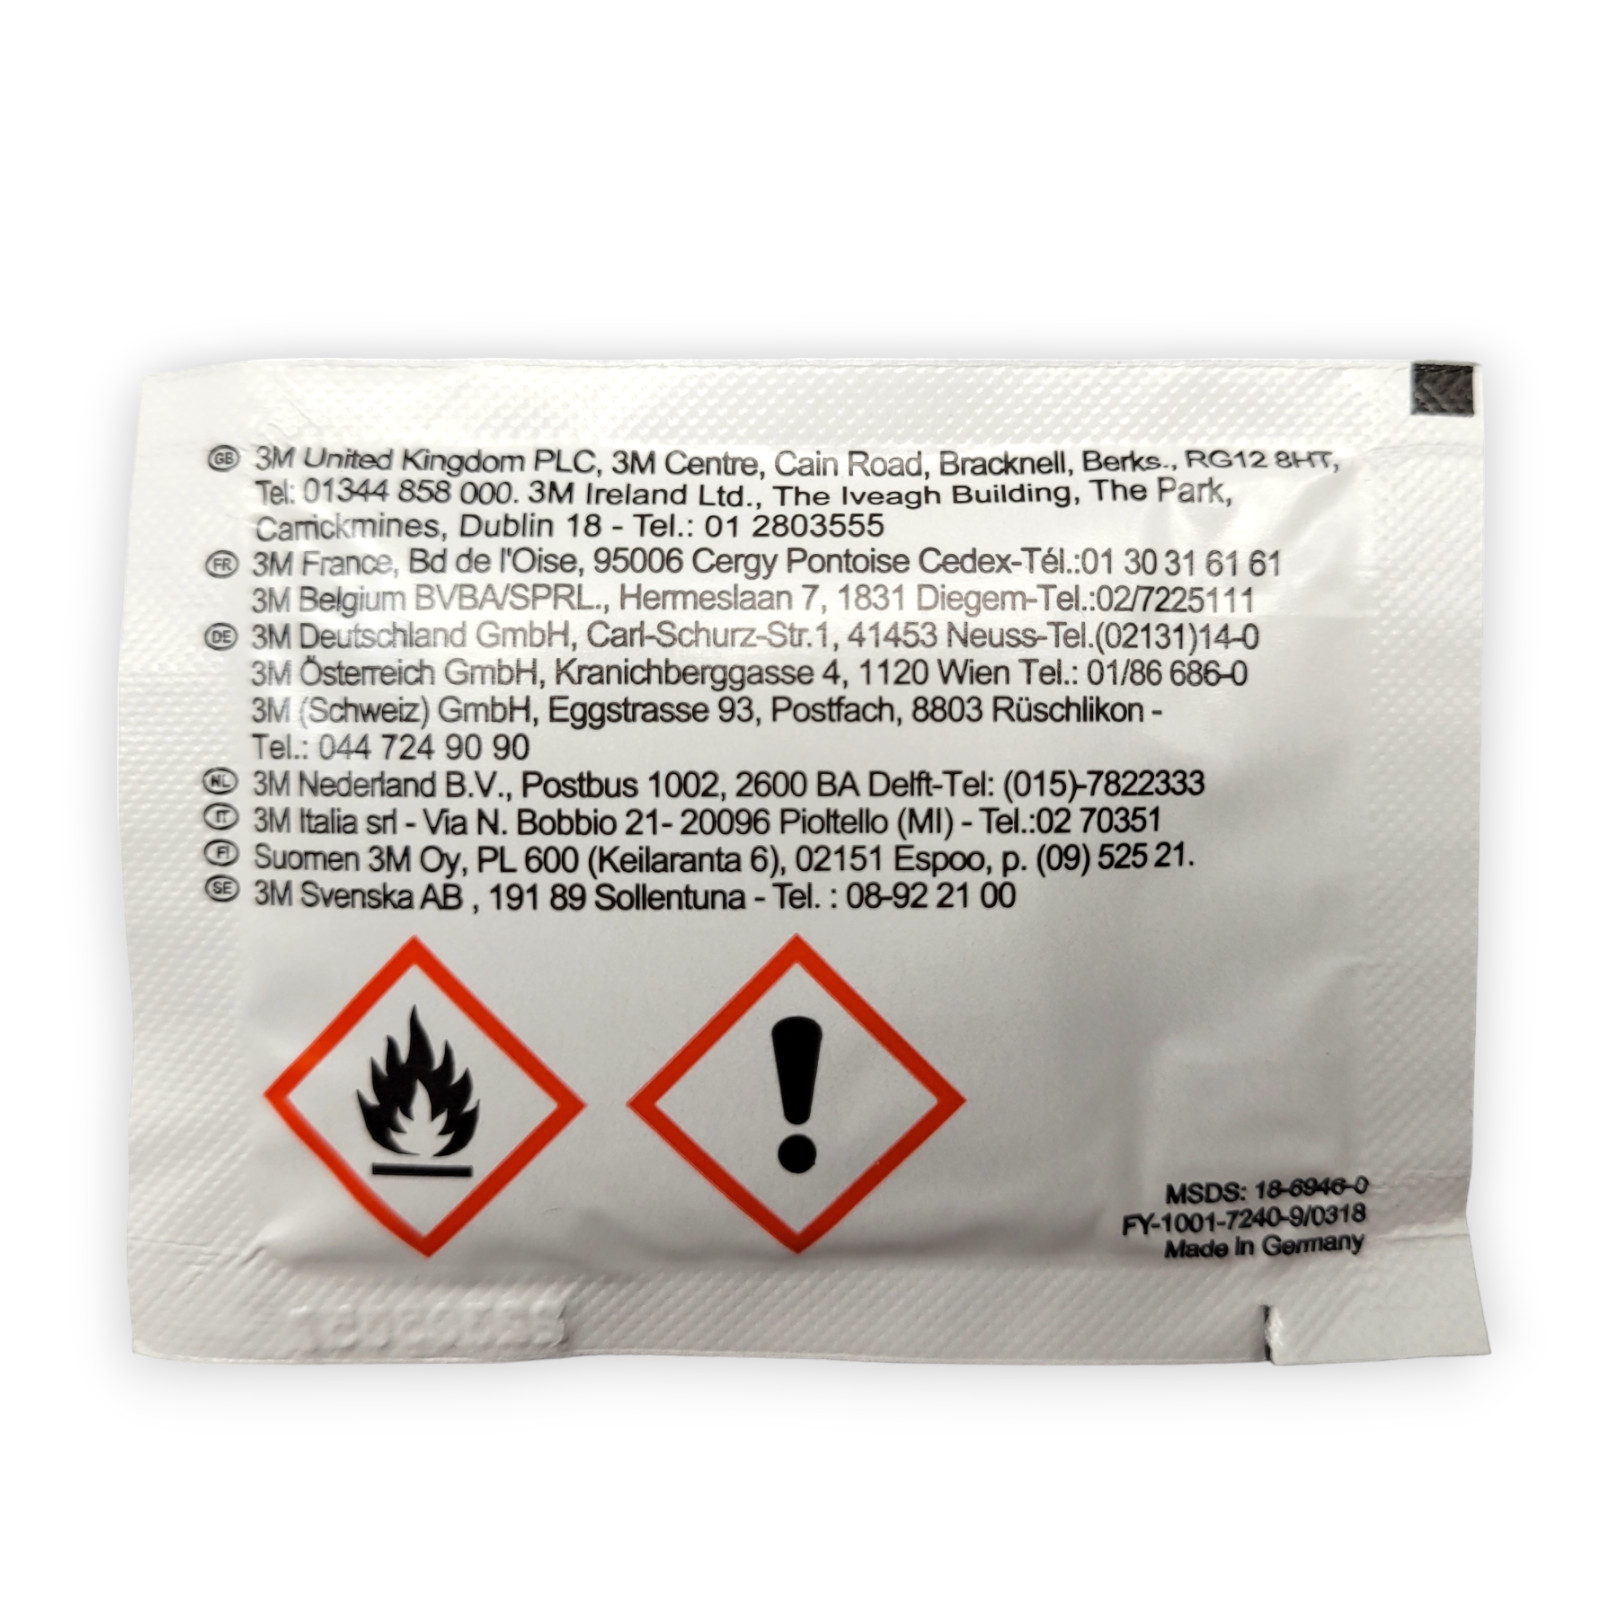 GB 3M United Kingdom PLC, 3M Centre, Cain Road, Bracknell, Berks., RG12 8HT,
Tel: 01344 858 000. 3M Ireland Ltd., The Iveagh Building, The Park,
Carrickmines, Dublin 18 - Tel.: 01 2803555
FR 3M France, Bd de l'Oise, 95006 Cergy Pontoise Cedex-Tél.:01 30 31 61 61
3M Belgium BVBA/SPRL., Hermeslaan 7, 1831 Diegem-Tel.:02/7225111
DE 3M Deutschland GmbH, Carl-Schurz-Str.1, 41453 Neuss-Tel.(02131)14-0
3M Österreich GmbH, Kranichberggasse 4, 1120 Wien Tel.: 01/86 686-0
3M (Schweiz) GmbH, Eggstrasse 93, Postfach, 8803 Rüschlikon -
Tel.: 044 724 90 90
NL 3M Nederland B.V., Postbus 1002, 2600 BA Delft-Tel: (015)-7822333
IT 3M Italia srl - Via N. Bobbio 21- 20096 Pioltello (MI) - Tel.:02 70351
FI Suomen 3M Oy, PL 600 (Keilaranta 6), 02151 Espoo, p. (09) 525 21.
SE 3M Svenska AB , 191 89 Sollentuna - Tel. : 08-92 21 00
MSDS: 18-6946-0
FY-1001-7240-9/0318
Made in Germany